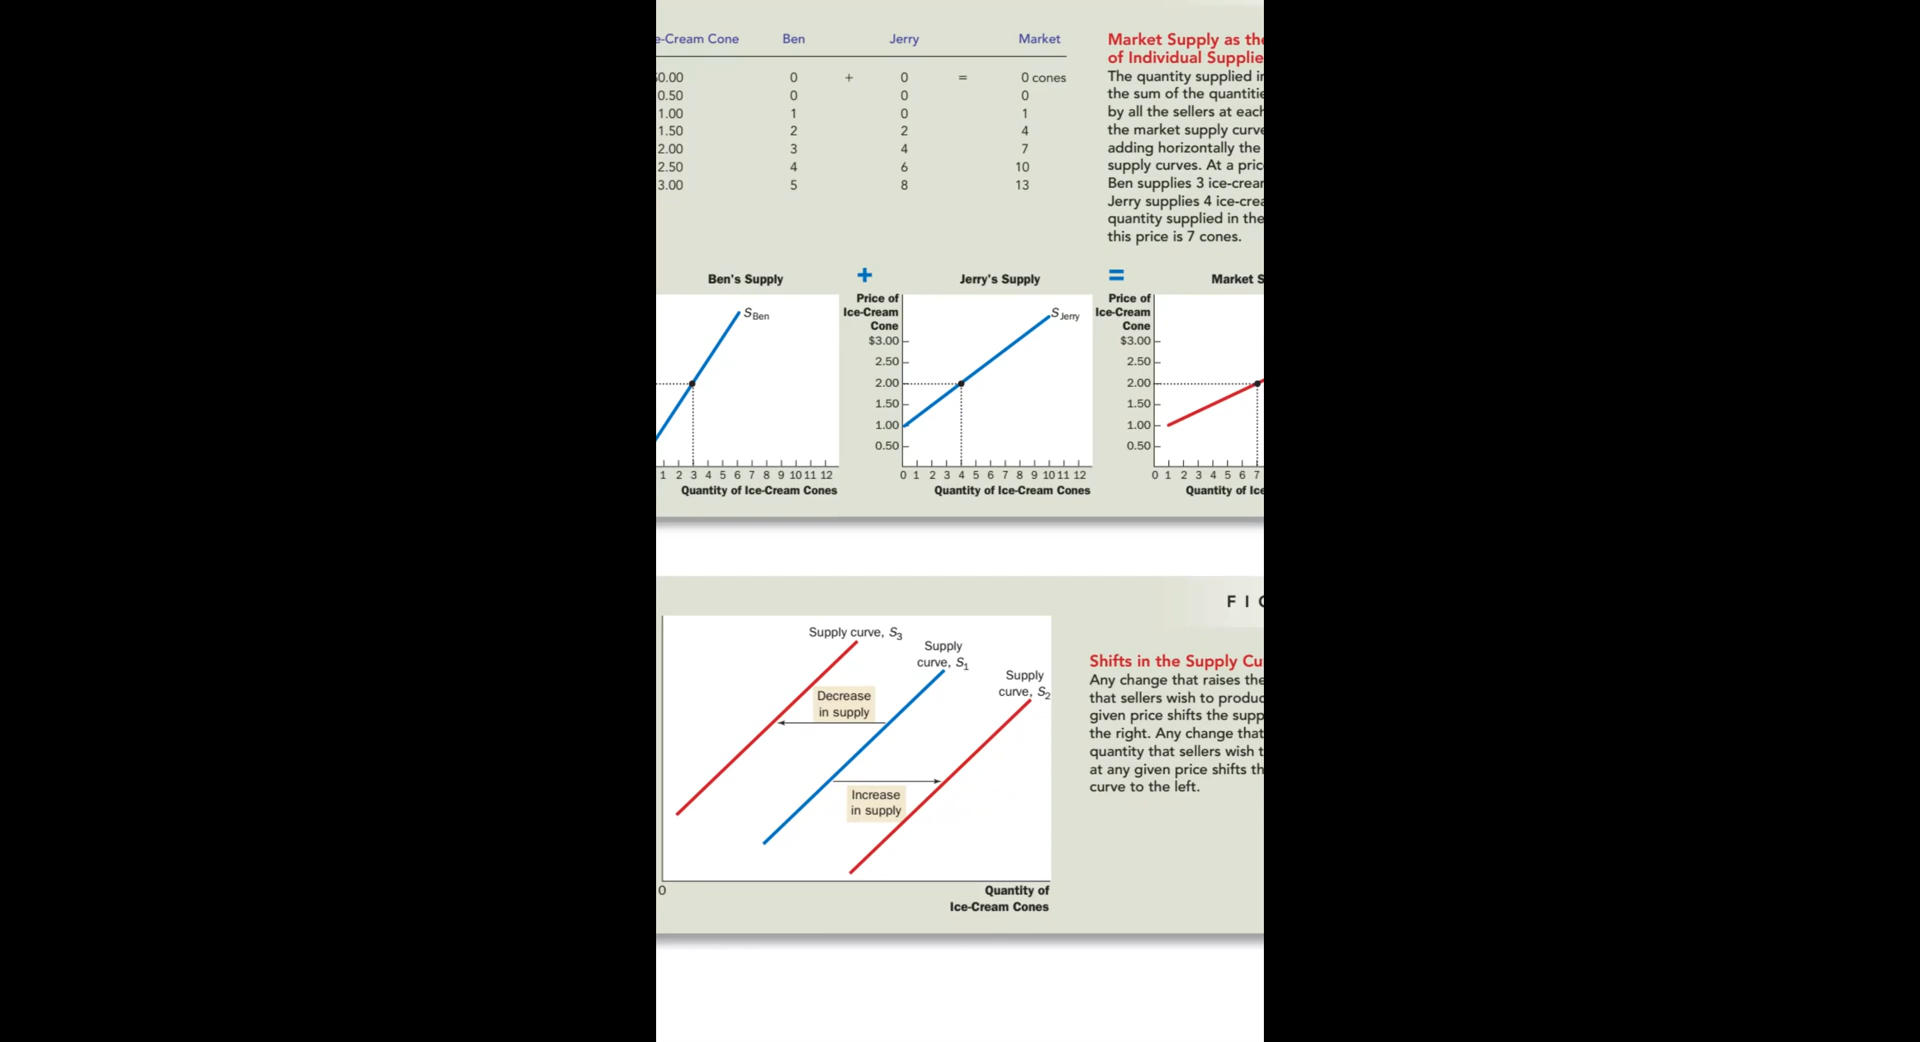 e-Cream Cone Ben Jerry Market
0.00 0 + 0 = 0 cones
0.50 0 0 0
1.00 1 0 1
1.50 2 2 4
2.00 3 4 7
2.50 4 6 10
3.00 5 8 13
Market Supply as the
of Individual Supplie
The quantity supplied in
the sum of the quantitie
by all the sellers at each
the market supply curve
adding horizontally the
supply curves. At a pric
Ben supplies 3 ice-crea
Jerry supplies 4 ice-crea
quantity supplied in the
this price is 7 cones.
Ben's Supply + Jerry's Supply = Market S
S Ben
1 2 3 4 5 6 7 8 9 10 11 12
Quantity of Ice-Cream Cones
Price of
Ice-Cream
Cone
$3.00
2.50
2.00
1.50
1.00
0.50
S Jerry
0 1 2 3 4 5 6 7 8 9 10 11 12
Quantity of Ice-Cream Cones
Price of
Ice-Cream
Cone
$3.00
2.50
2.00
1.50
1.00
0.50
0 1 2 3 4 5 6 7
Quantity of Ice
FIG
Supply curve, S3
Supply
curve, S1
Supply
curve, S2
Decrease
in supply
Increase
in supply
0
Quantity of
Ice-Cream Cones
Shifts in the Supply Cu
Any change that raises the
that sellers wish to produc
given price shifts the supp
the right. Any change that
quantity that sellers wish t
at any given price shifts th
curve to the left.